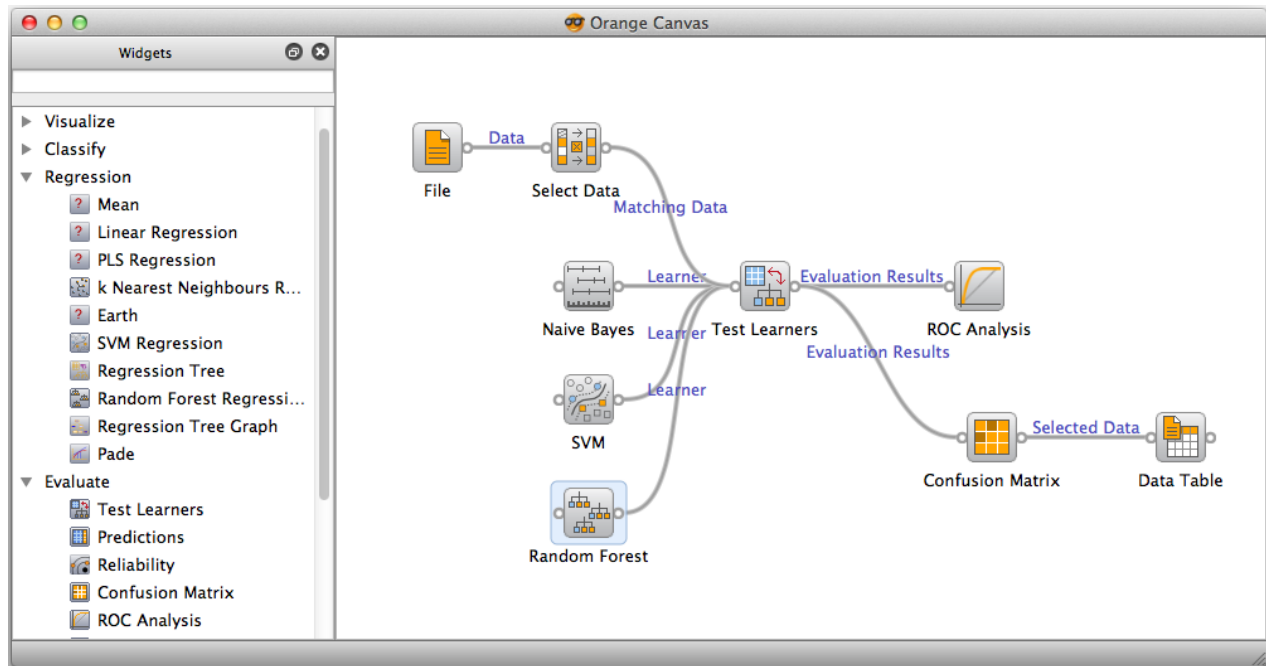 Orange Canvas
Widgets
Visualize
Classify
Regression
Mean
Linear Regression
PLS Regression
k Nearest Neighbours R...
Earth
SVM Regression
Regression Tree
Random Forest Regressi...
Regression Tree Graph
Pade
Evaluate
Test Learners
Predictions
Reliability
Confusion Matrix
ROC Analysis
Data
File
Select Data
Matching Data
Learner
Evaluation Results
Naive Bayes
Learner
Test Learners
ROC Analysis
Evaluation Results
Learner
SVM
Selected Data
Confusion Matrix
Data Table
Random Forest